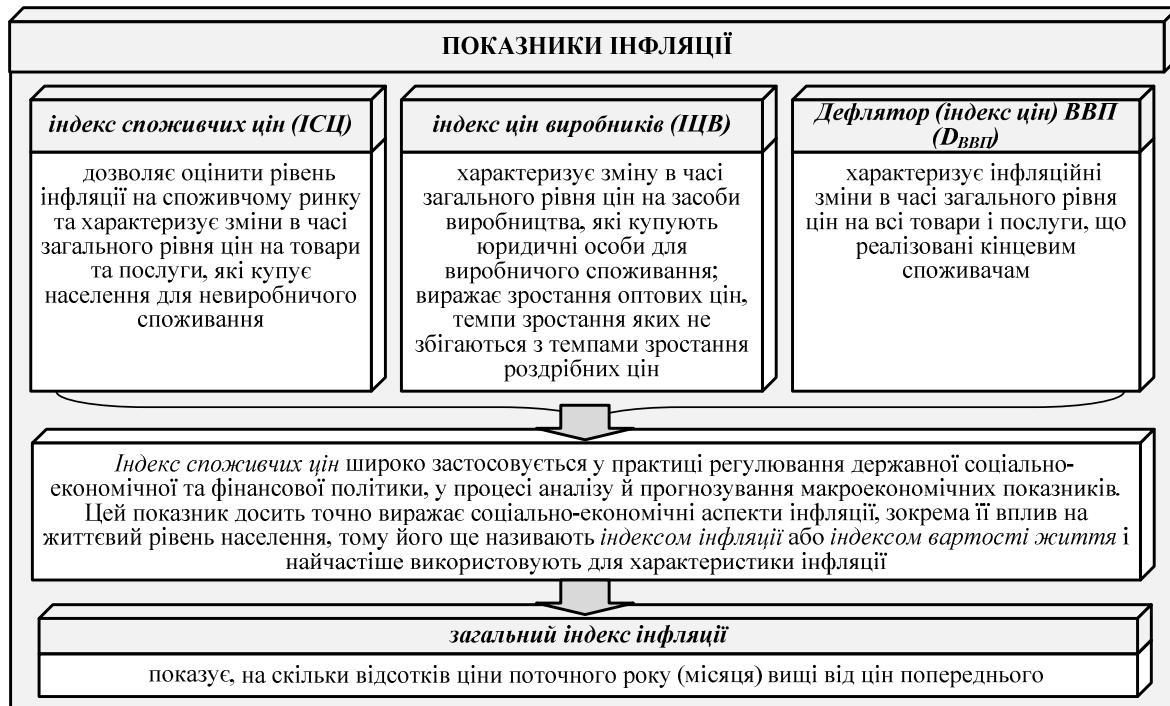 ПОКАЗНИКИ ІНФЛЯЦІЇ
індекс споживчих цін (ІСЦ)
дозволяє оцінити рівень
інфляції на споживчому ринку
та характеризує зміни в часі
загального рівня цін на товари
та послуги, які купує
населення для невиробничого
споживання
індекс цін виробників (ІЦВ)
характеризує зміну в часі
загального рівня цін на засоби
виробництва, які купують
юридичні особи для
виробничого споживання;
виражає зростання оптових цін,
темпи зростання яких не
збігаються з темпами зростання
роздрібних цін
Дефлятор (індекс цін) ВВП
(DВВП)
характеризує інфляційні
зміни в часі загального рівня
цін на всі товари і послуги, що
реалізовані кінцевим
споживачам
Індекс споживчих цін широко застосовується у практиці регулювання державної соціально-
економічної та фінансової політики, у процесі аналізу й прогнозування макроекономічних показників.
Цей показник досить точно виражає соціально-економічні аспекти інфляції, зокрема її вплив на
життєвий рівень населення, тому його ще називають індексом інфляції або індексом вартості життя і
найчастіше використовують для характеристики інфляції
загальний індекс інфляції
показує, на скільки відсотків ціни поточного року (місяця) вищі від цін попереднього